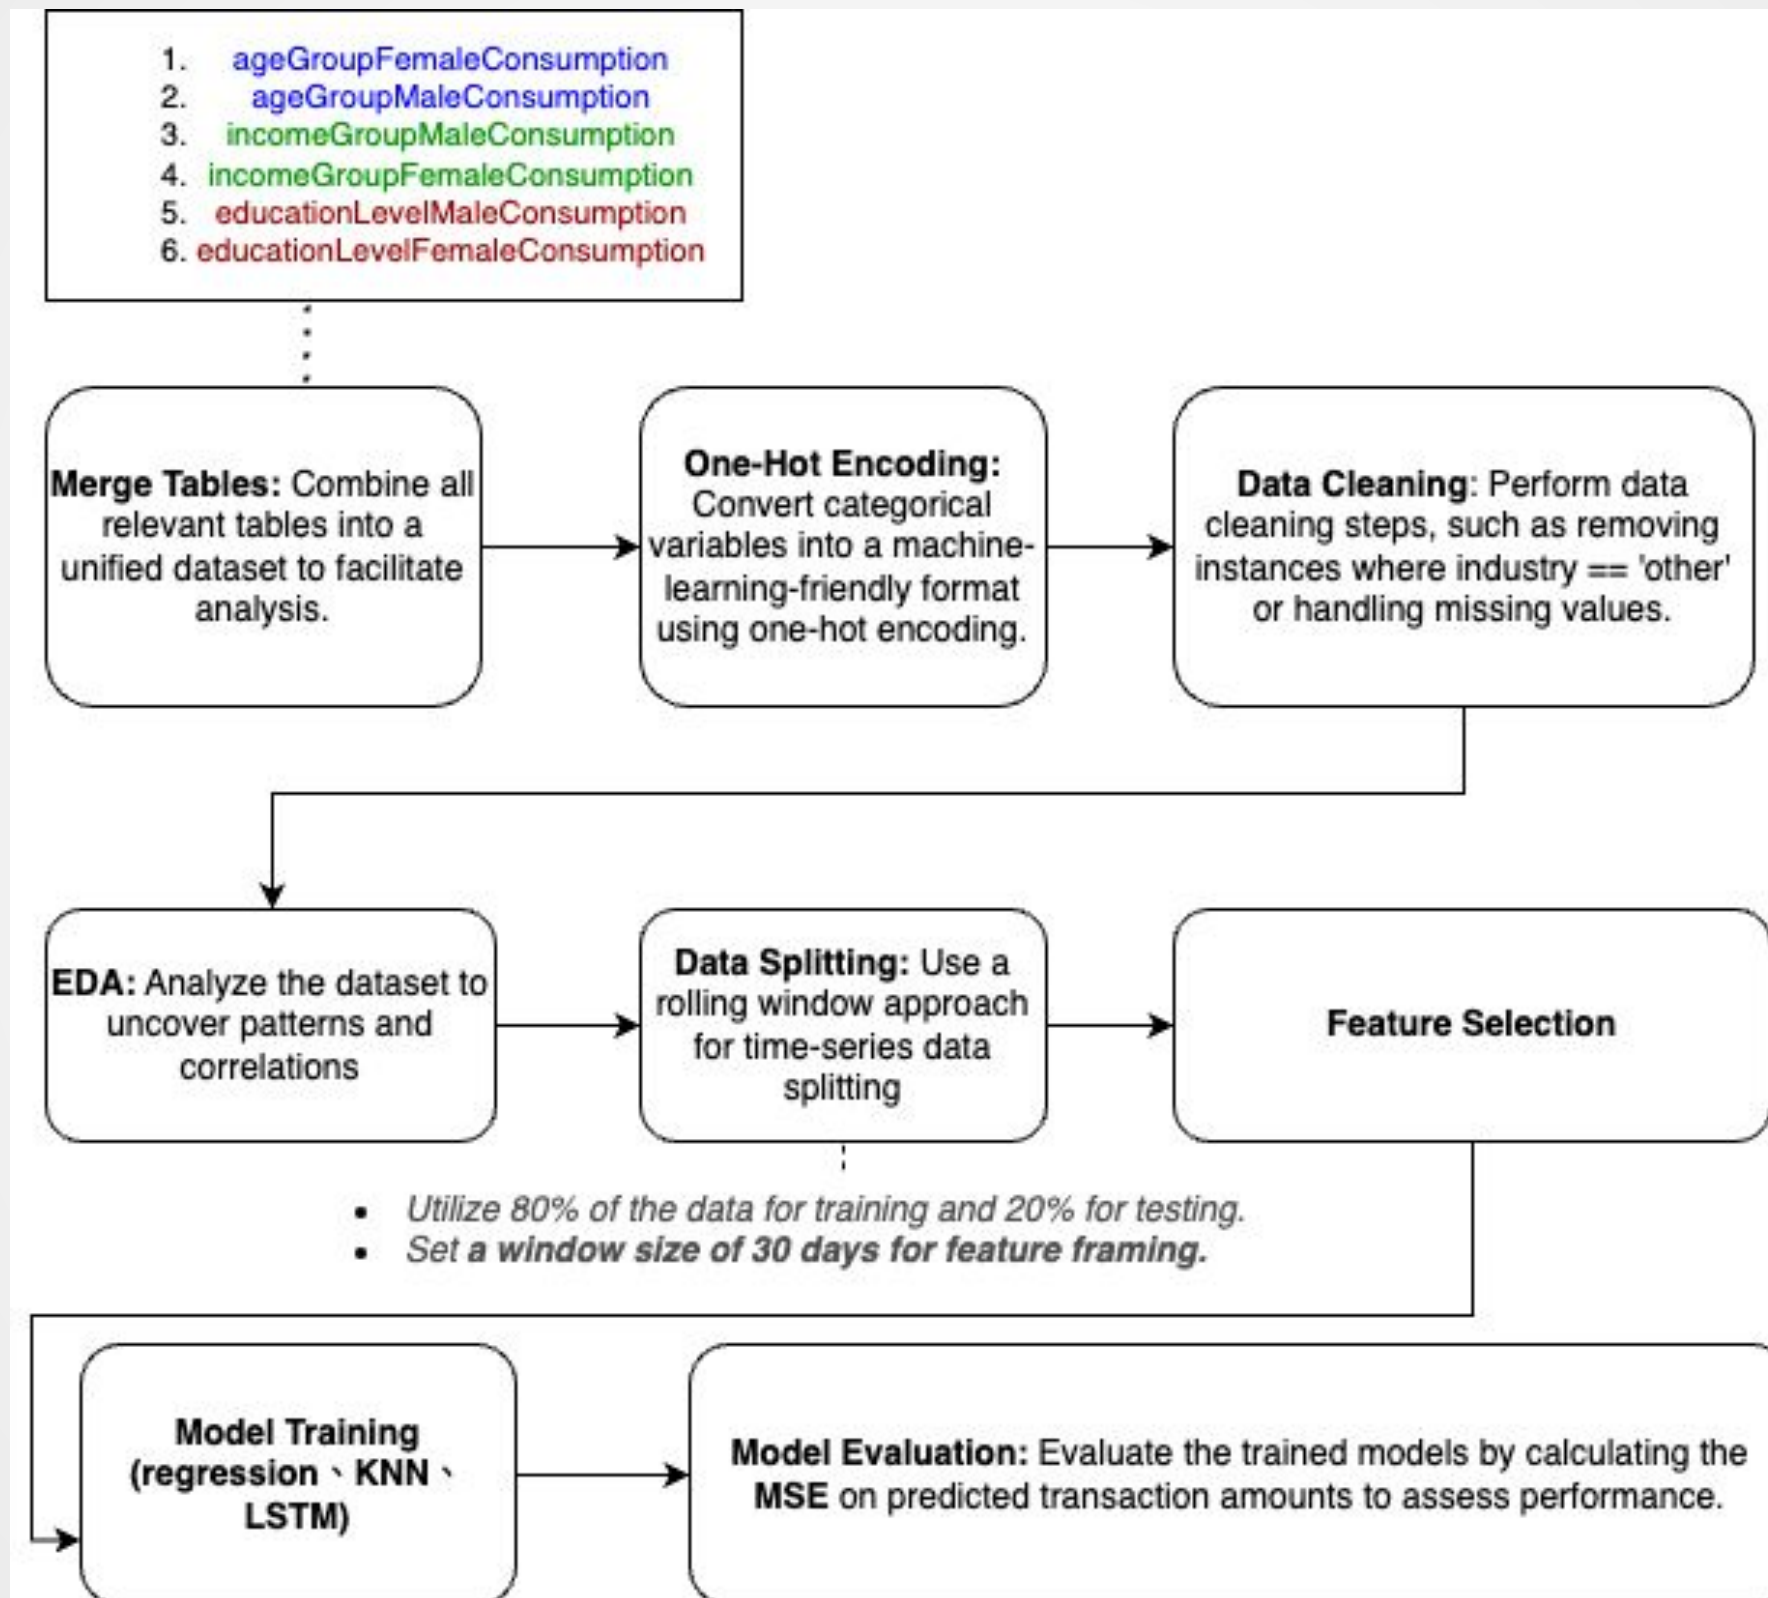 1. ageGroupFemaleConsumption
2. ageGroupMaleConsumption
3. incomeGroupMaleConsumption
4. incomeGroupFemaleConsumption
5. educationLevelMaleConsumption
6. educationLevelFemaleConsumption
Merge Tables: Combine all
relevant tables into a
unified dataset to facilitate
analysis.
One-Hot Encoding:
Convert categorical
variables into a machine-
learning-friendly format
using one-hot encoding.
Data Cleaning: Perform data
cleaning steps, such as removing
instances where industry == 'other'
or handling missing values.
EDA: Analyze the dataset to
uncover patterns and
correlations
Data Splitting: Use a
rolling window approach
for time-series data
splitting
Feature Selection
• Utilize 80% of the data for training and 20% for testing.
• Set a window size of 30 days for feature framing.
Model Training
(regression、KNN、
LSTM)
Model Evaluation: Evaluate the trained models by calculating the
MSE on predicted transaction amounts to assess performance.